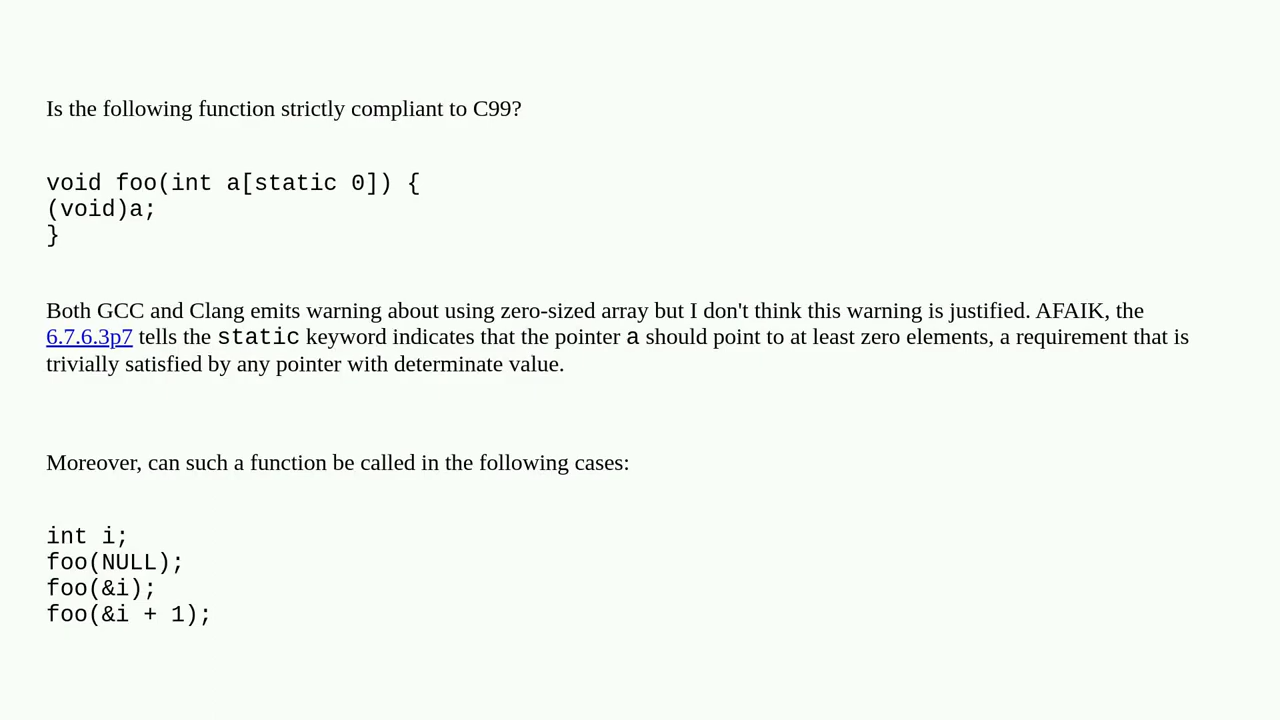 Is the following function strictly compliant to C99?
void foo(int a[static 0]) {
(void)a;
}
Both GCC and Clang emits warning about using zero-sized array but I don't think this warning is justified. AFAIK, the
6.7.6.3p7 tells the static keyword indicates that the pointer a should point to at least zero elements, a requirement that is
trivially satisfied by any pointer with determinate value.
Moreover, can such a function be called in the following cases:
int i;
foo(NULL);
foo(&i);
foo(&i + 1);